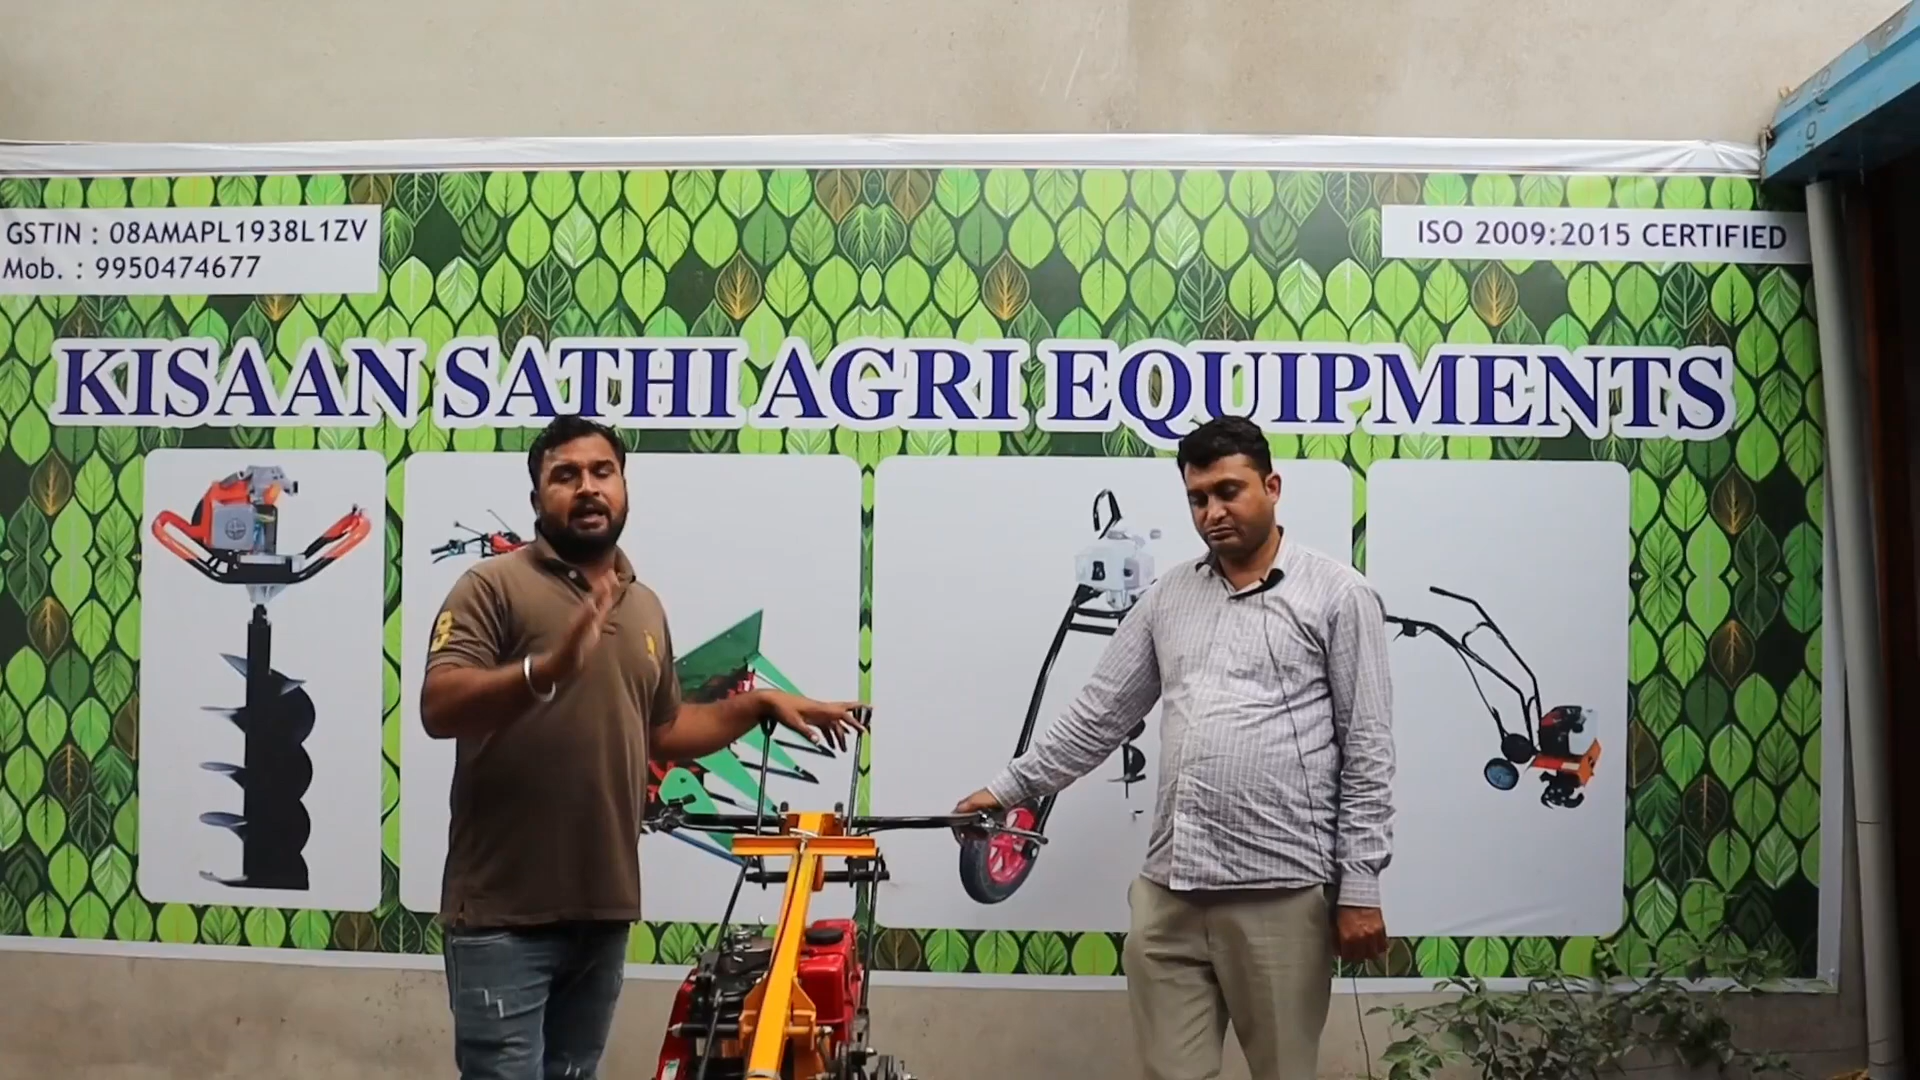 GSTIN : 08AMAPL1938L1ZV
Mob. : 9950474677
ISO 2009:2015 CERTIFIED
KISAAN SATHI AGRI EQUIPMENTS